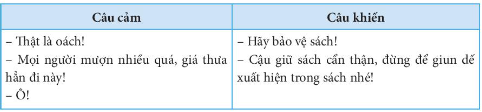 Câu cảm
Câu khiến
– Thật là oách!
– Mọi người mượn nhiều quá, giá thưa
hẳn đi này!
– Ô!
– Hãy bảo vệ sách!
– Cậu giữ sách cẩn thận, đừng để giun dế
xuất hiện trong sách nhé!